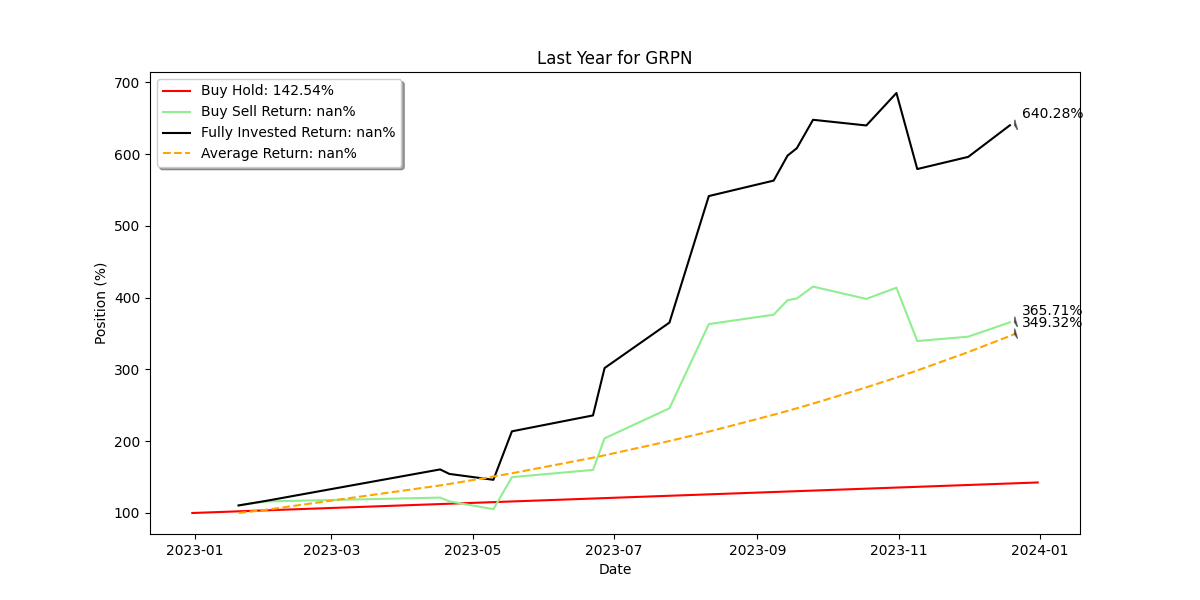 Last Year for GRPN
Buy Hold: 142.54%
Buy Sell Return: nan%
Fully Invested Return: nan%
Average Return: nan%
700
600
500
400
300
200
100
Position (%)
640.28%
365.71%
349.32%
2023-01
2023-03
2023-05
2023-07
2023-09
2023-11
2024-01
Date